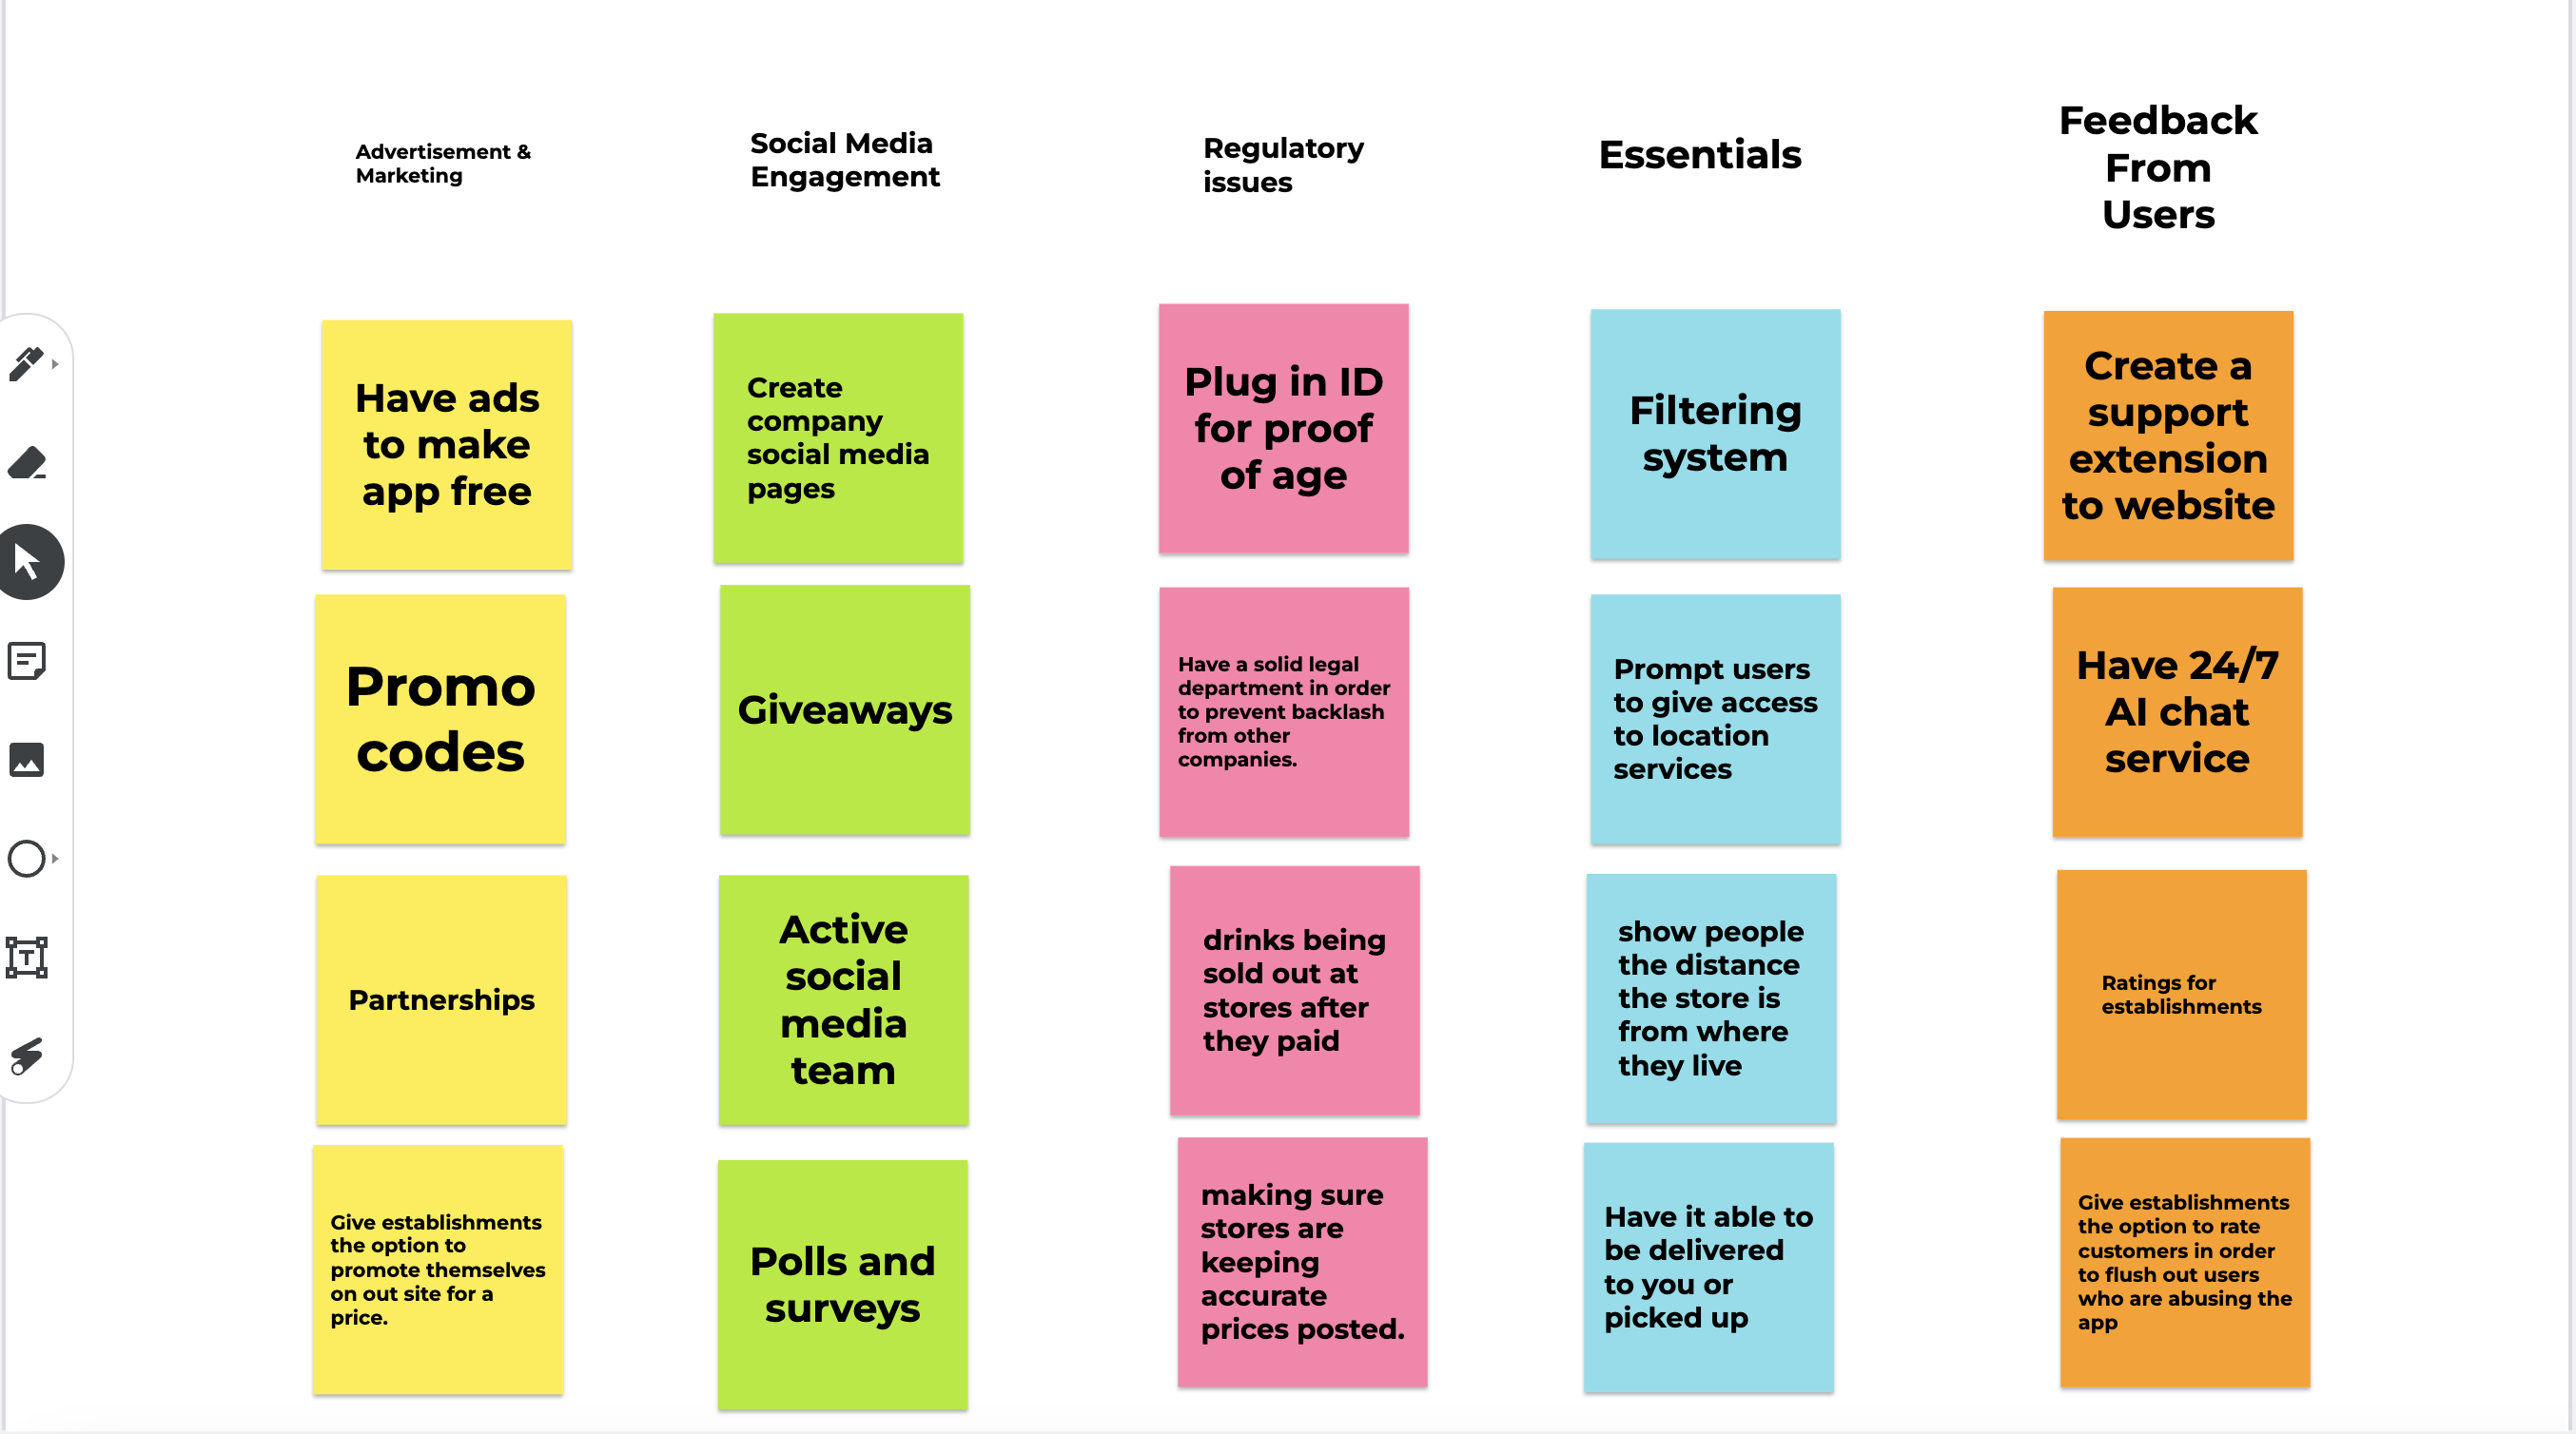 Advertisement &
Marketing
Social Media
Engagement
Regulatory
issues
Essentials
Feedback
From
Users
Have ads
to make
app free
Create
company
social media
pages
Plug in ID
for proof
of age
Filtering
system
Create a
support
extension
to website
Promo
codes
Giveaways
Have a solid legal
department in order
to prevent backlash
from other
companies.
Prompt users
to give access
to location
services
Have 24/7
AI chat
service
Partnerships
Active
social
media
team
drinks being
sold out at
stores after
they paid
show people
the distance
the store is
from where
they live
Ratings for
establishments
Give establishments
the option to
promote themselves
on out site for a
price.
Polls and
surveys
making sure
stores are
keeping
accurate
prices posted.
Have it able to
be delivered
to you or
picked up
Give establishments
the option to rate
customers in order
to flush out users
who are abusing the
app